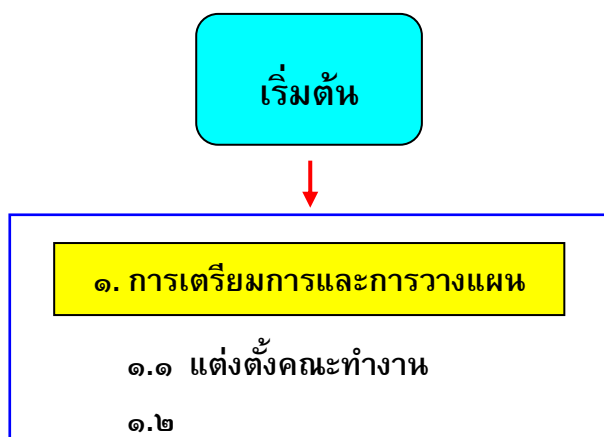 เริ่มต้น
๑. การเตรียมการและการวางแผน
๑.๑ แต่งตั้งคณะทำงาน
๑.๒